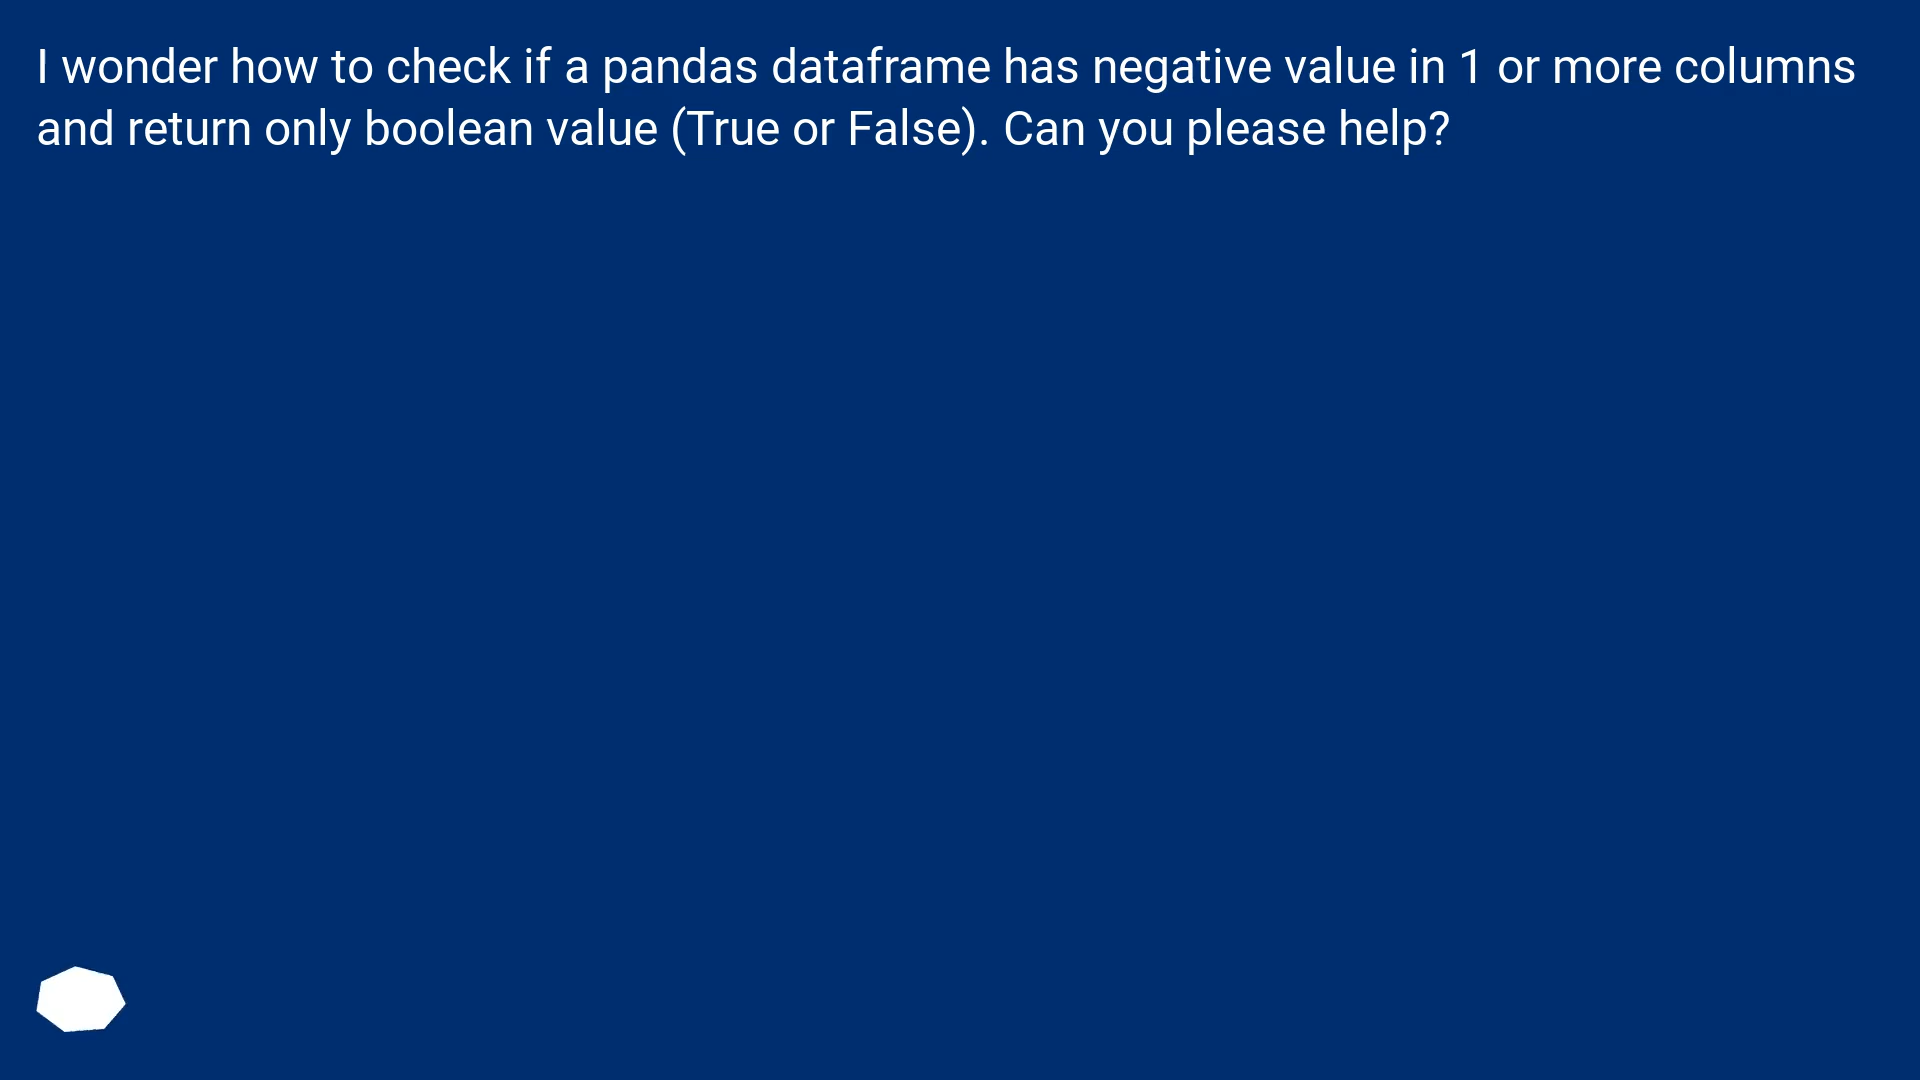 I wonder how to check if a pandas dataframe has negative value in 1 or more columns
and return only boolean value (True or False). Can you please help?